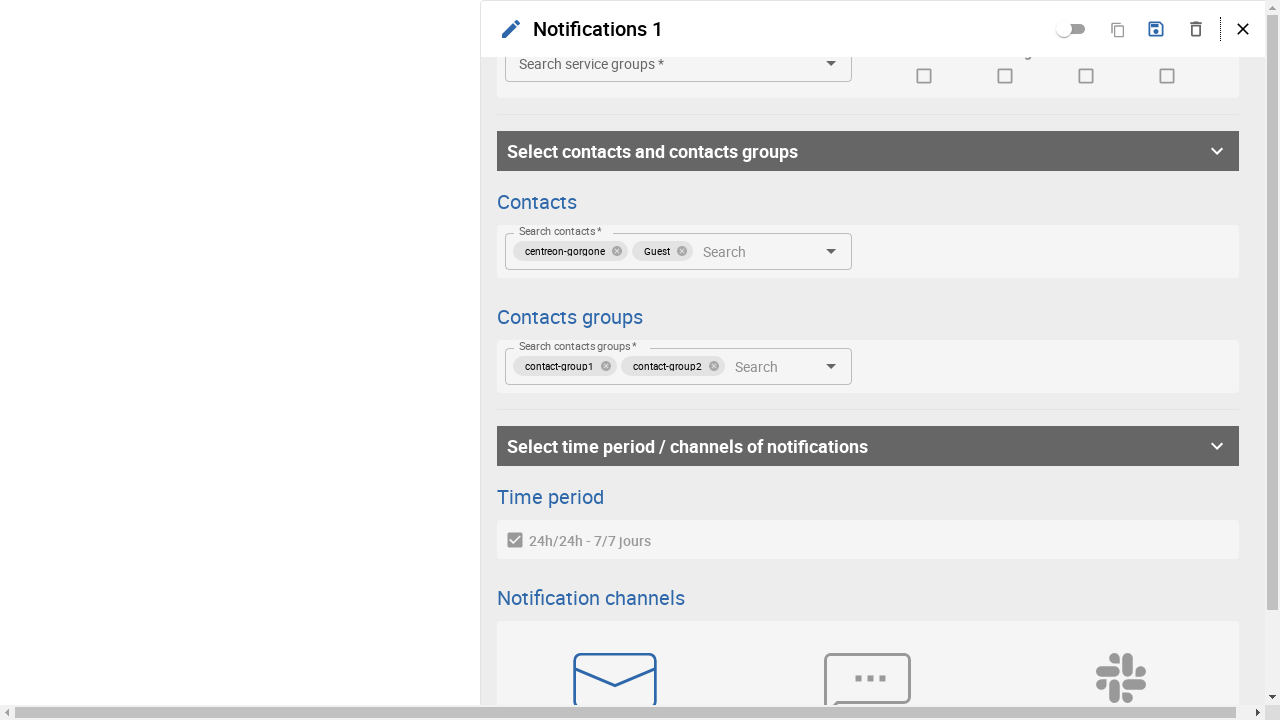 Notifications 1
Search service groups *
Select contacts and contacts groups
Contacts
Search contacts *
centreon-gorgone
Guest
Search
Contacts groups
Search contacts groups *
contact-group1
contact-group2
Search
Select time period / channels of notifications
Time period
24h/24h - 7/7 jours
Notification channels